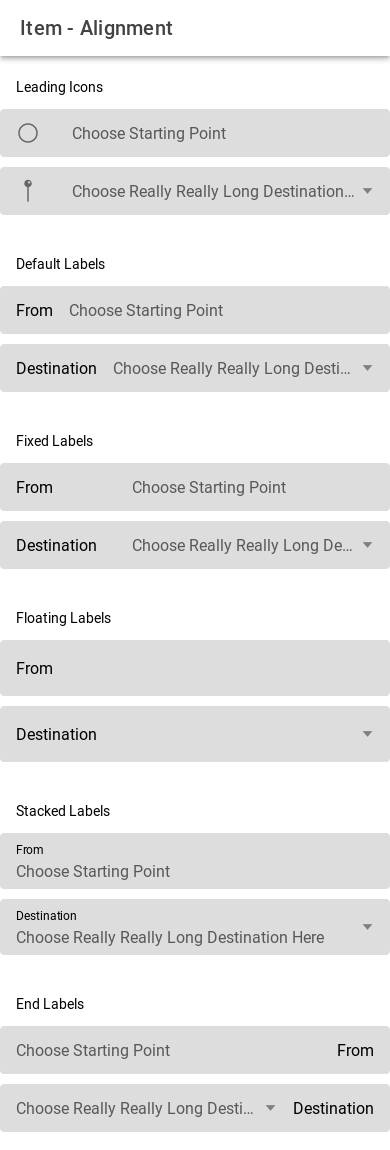 Item - Alignment
Leading Icons
Choose Starting Point
Choose Really Really Long Destination…
Default Labels
From Choose Starting Point
Destination Choose Really Really Long Desti…
Fixed Labels
From Choose Starting Point
Destination Choose Really Really Long De…
Floating Labels
From
Destination
Stacked Labels
From
Choose Starting Point
Destination
Choose Really Really Long Destination Here
End Labels
Choose Starting Point From
Choose Really Really Long Desti… Destination